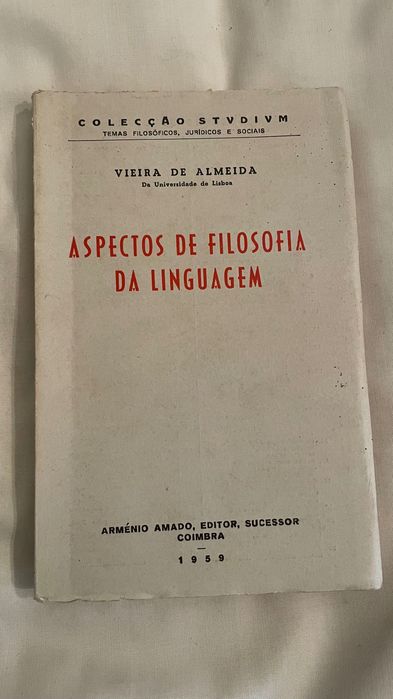 COLECÇÃO STVDIVM
TEMAS FILOSÓFICOS, JURÍDICOS E SOCIAIS
VIEIRA DE ALMEIDA
Da Universidade de Lisboa
ASPECTOS DE FILOSOFIA
DA LINGUAGEM
ARMÉNIO AMADO, EDITOR, SUCESSOR
COIMBRA
—
1959